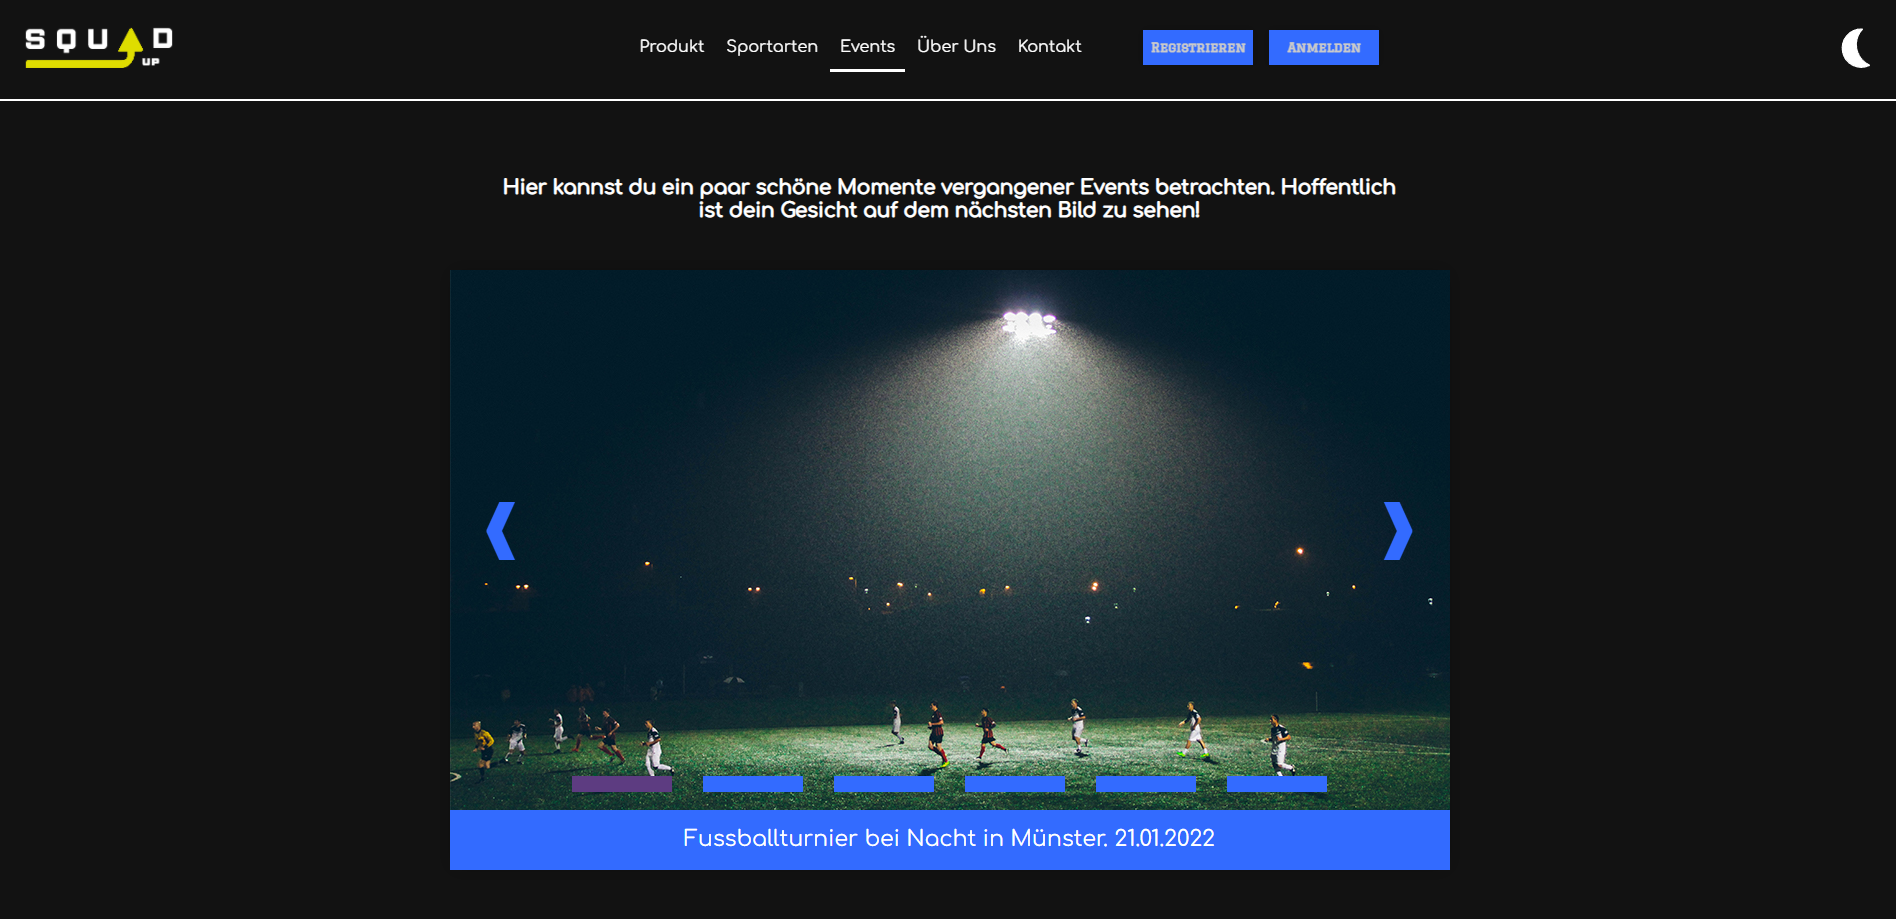 SQUAD
UP
Produkt Sportarten Events Über Uns Kontakt Registrieren Anmelden
Hier kannst du ein paar schöne Momente vergangener Events betrachten. Hoffentlich
ist dein Gesicht auf dem nächsten Bild zu sehen!
Fussballturnier bei Nacht in Münster. 21.01.2022